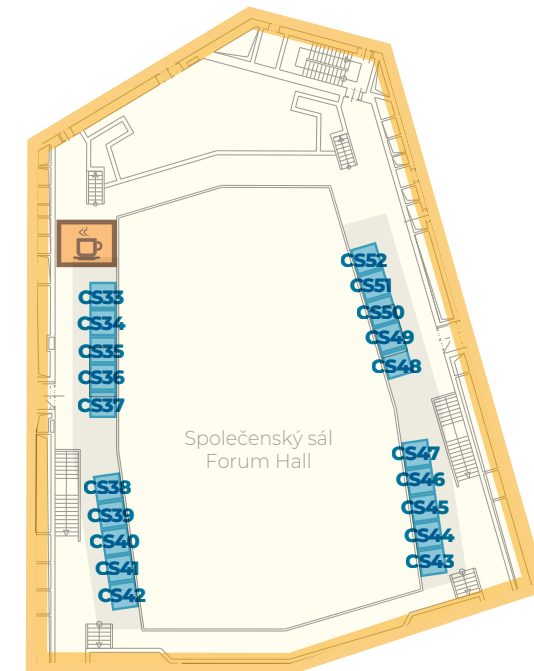 CS52
CS51
CS50
CS49
CS48
CS33
CS34
CS35
CS36
CS37
Společenský sál
Forum Hall
CS38
CS39
CS40
CS41
CS42
CS47
CS46
CS45
CS44
CS43